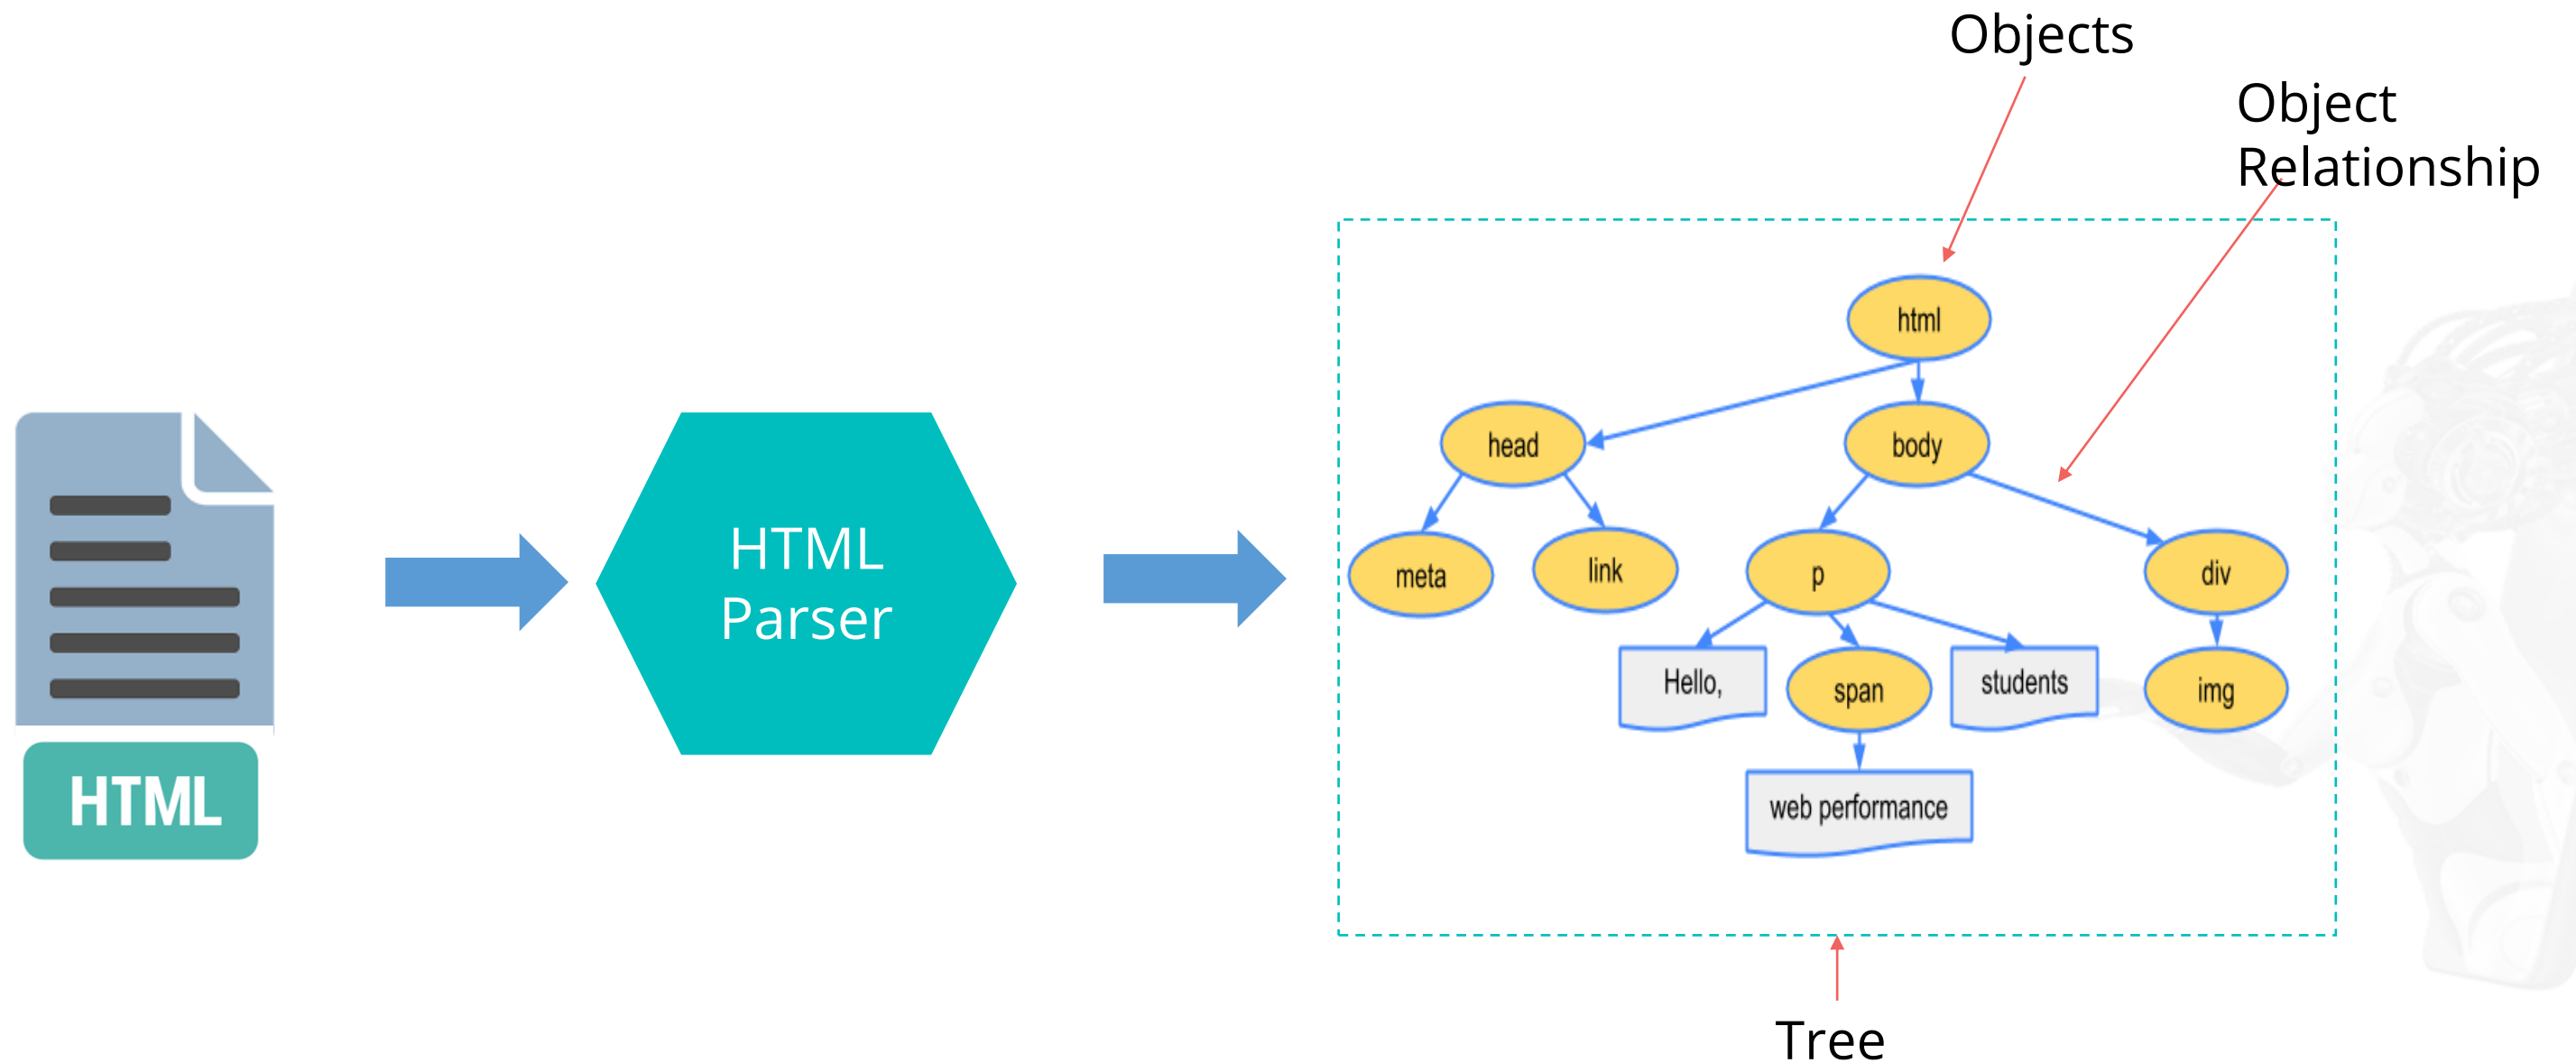 Objects
Object
Relationship
html
head
body
meta
link
p
div
Hello,
span
students
img
web performance
HTML
Parser
HTML
Tree